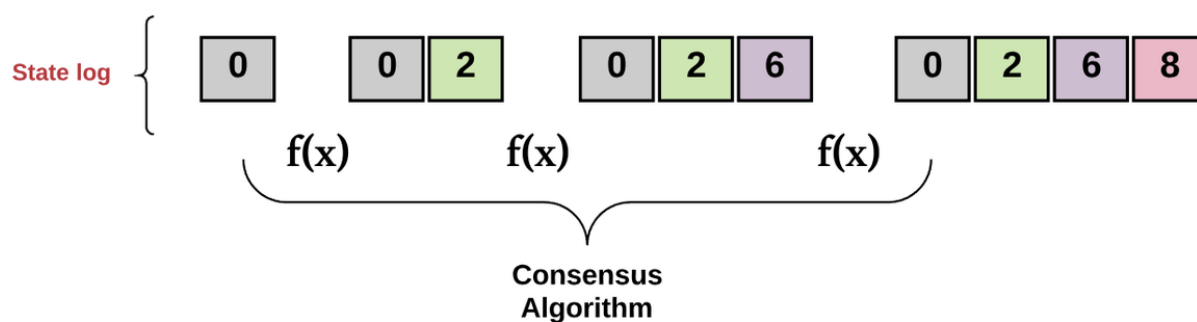 State log
0
0 2
0 2 6
0 2 6 8
f(x)
f(x)
f(x)
Consensus
Algorithm